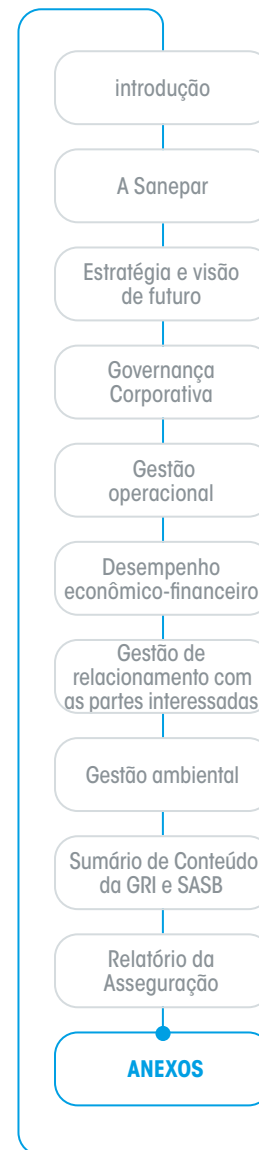 introdução
A Sanepar
Estratégia e visão
de futuro
Governança
Corporativa
Gestão
operacional
Desempenho
econômico-financeiro
Gestão de
relacionamento com
as partes interessadas
Gestão ambiental
Sumário de Conteúdo
da GRI e SASB
Relatório da
Asseguração
ANEXOS